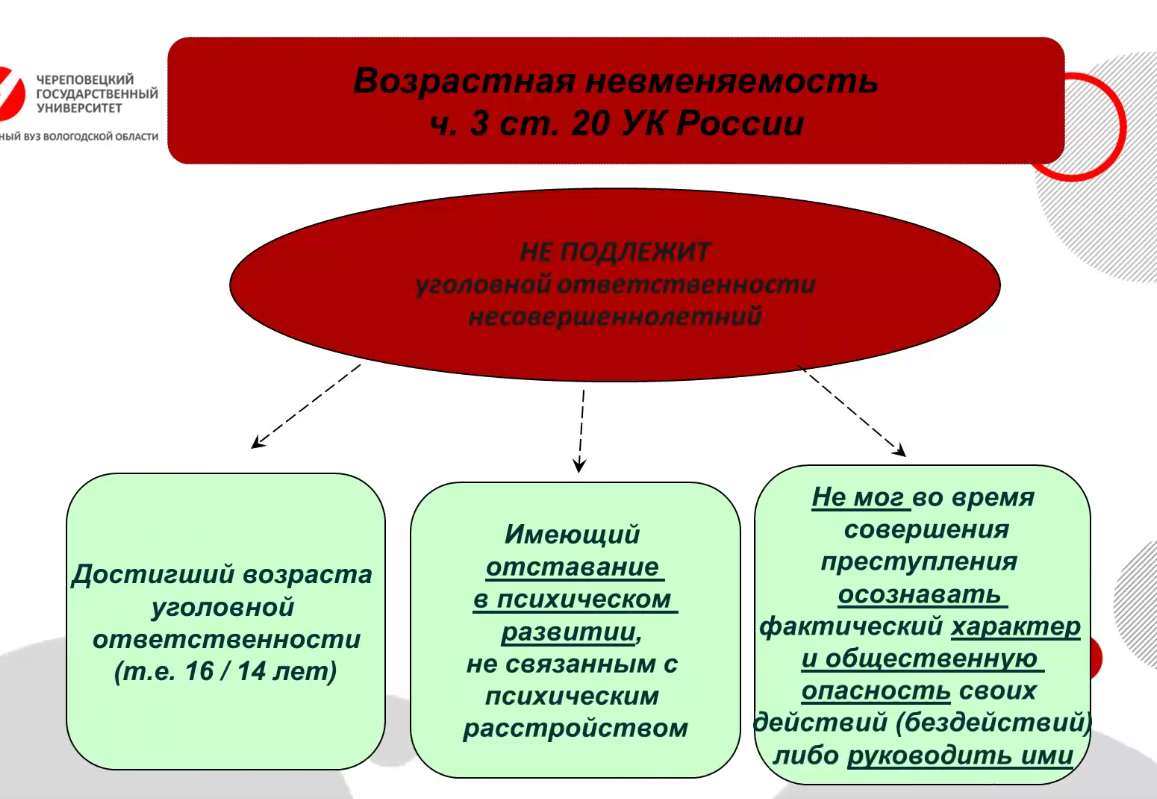 ЧЕРЕПОВЕЦКИЙ
ГОСУДАРСТВЕННЫЙ
УНИВЕРСИТЕТ
ВУЗ ВОЛОГОДСКОЙ ОБЛАСТИ
Возрастная невменяемость
ч. 3 ст. 20 УК России
НЕ ПОДЛЕЖИТ
уголовной ответственности
несовершеннолетний
Достигший возраста
уголовной
ответственности
(т.е. 16 / 14 лет)
Имеющий
отставание
в психическом
развитии,
не связанным с
психическим
расстройством
Не мог во время
совершения
преступления
осознавать
фактический характер
и общественную
опасность своих
действий (бездействий)
либо руководить ими